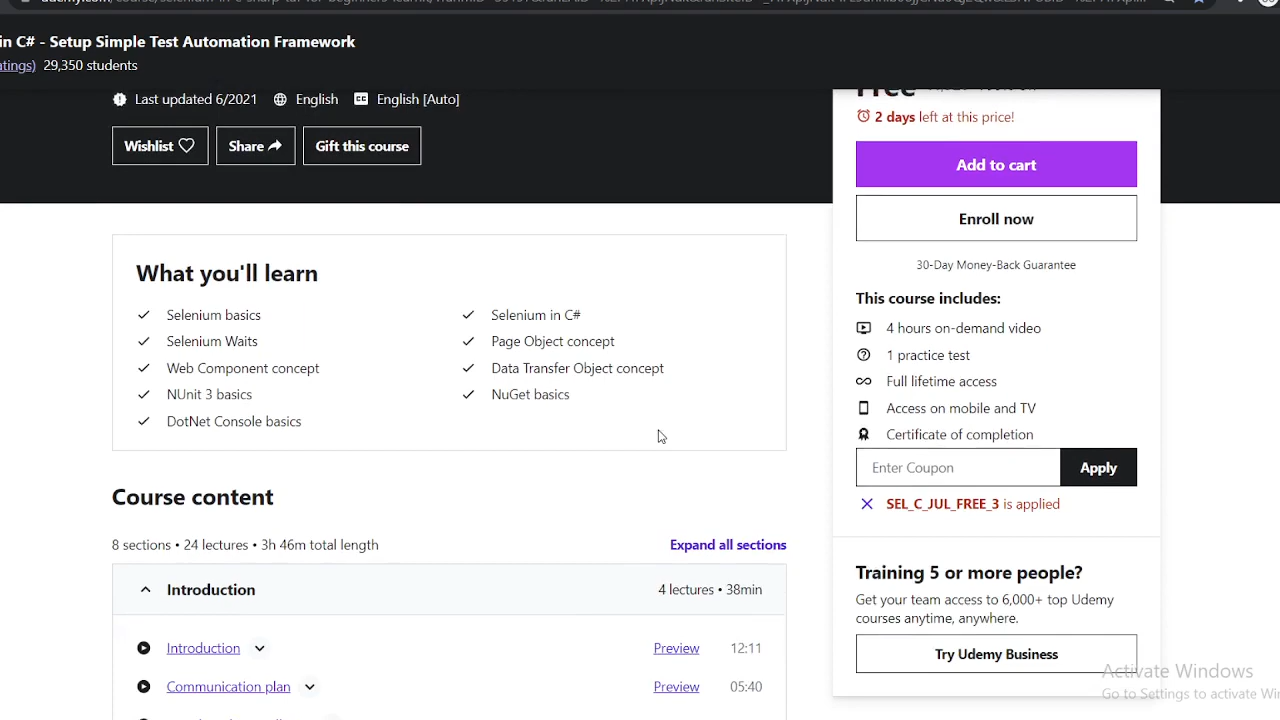 in C# - Setup Simple Test Automation Framework
atings) 29,350 students
Last updated 6/2021 English English [Auto]
Wishlist Share Gift this course
Free
2 days left at this price!
Add to cart
Enroll now
30-Day Money-Back Guarantee
This course includes:
4 hours on-demand video
1 practice test
Full lifetime access
Access on mobile and TV
Certificate of completion
Enter Coupon Apply
SEL_C_JUL_FREE_3 is applied
Training 5 or more people?
Get your team access to 6,000+ top Udemy
courses anytime, anywhere.
Try Udemy Business
What you'll learn
Selenium basics
Selenium in C#
Selenium Waits
Page Object concept
Web Component concept
Data Transfer Object concept
NUnit 3 basics
NuGet basics
DotNet Console basics
Course content
8 sections • 24 lectures • 3h 46m total length Expand all sections
Introduction 4 lectures • 38min
Introduction Preview 12:11
Communication plan Preview 05:40
Activate Windows
Go to Settings to activate Wi